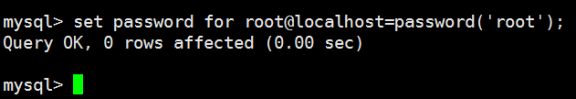 mysql> set password for root@localhost=password('root');
Query OK, 0 rows affected (0.00 sec)
mysql>